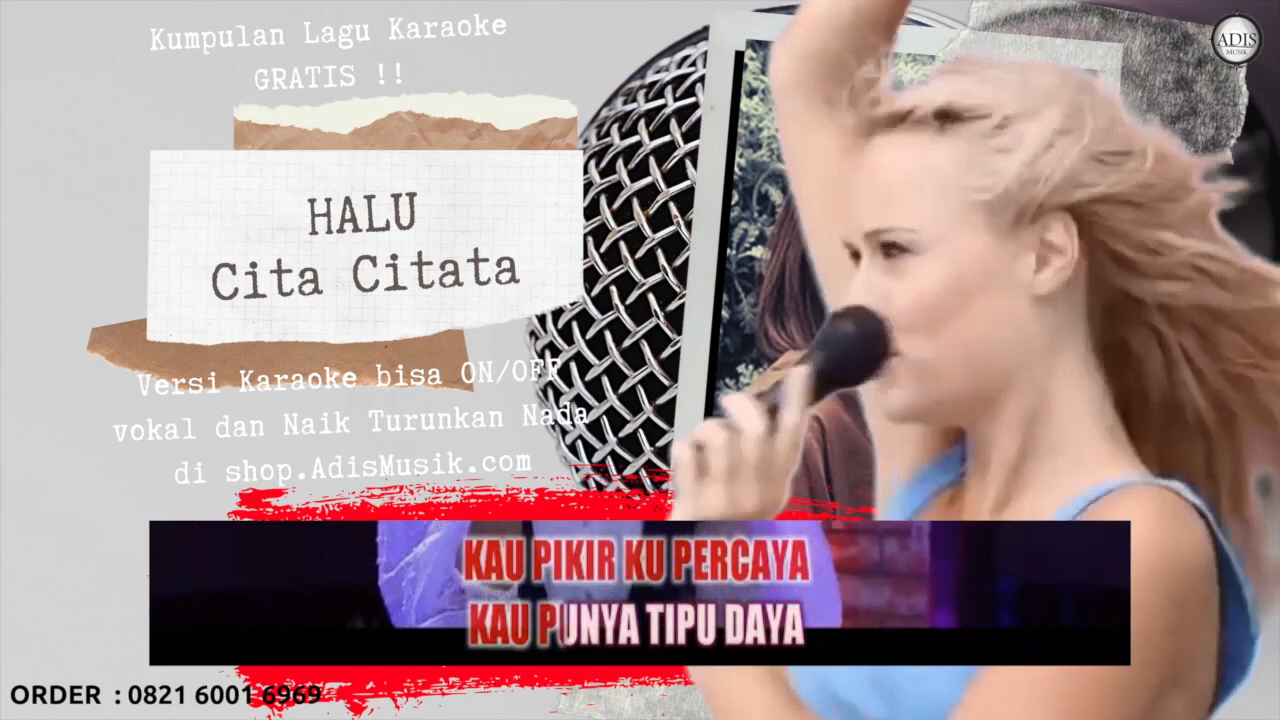 Kumpulan Lagu Karaoke
GRATIS !!
ADIS
MUSIK
HALU
Cita Citata
Versi Karaoke bisa ON/OFF
vokal dan Naik Turunkan Nada
di shop.AdisMusik.com
KAU PIKIR KU PERCAYA
KAU PUNYA TIPU DAYA
ORDER : 0821 6001 6969